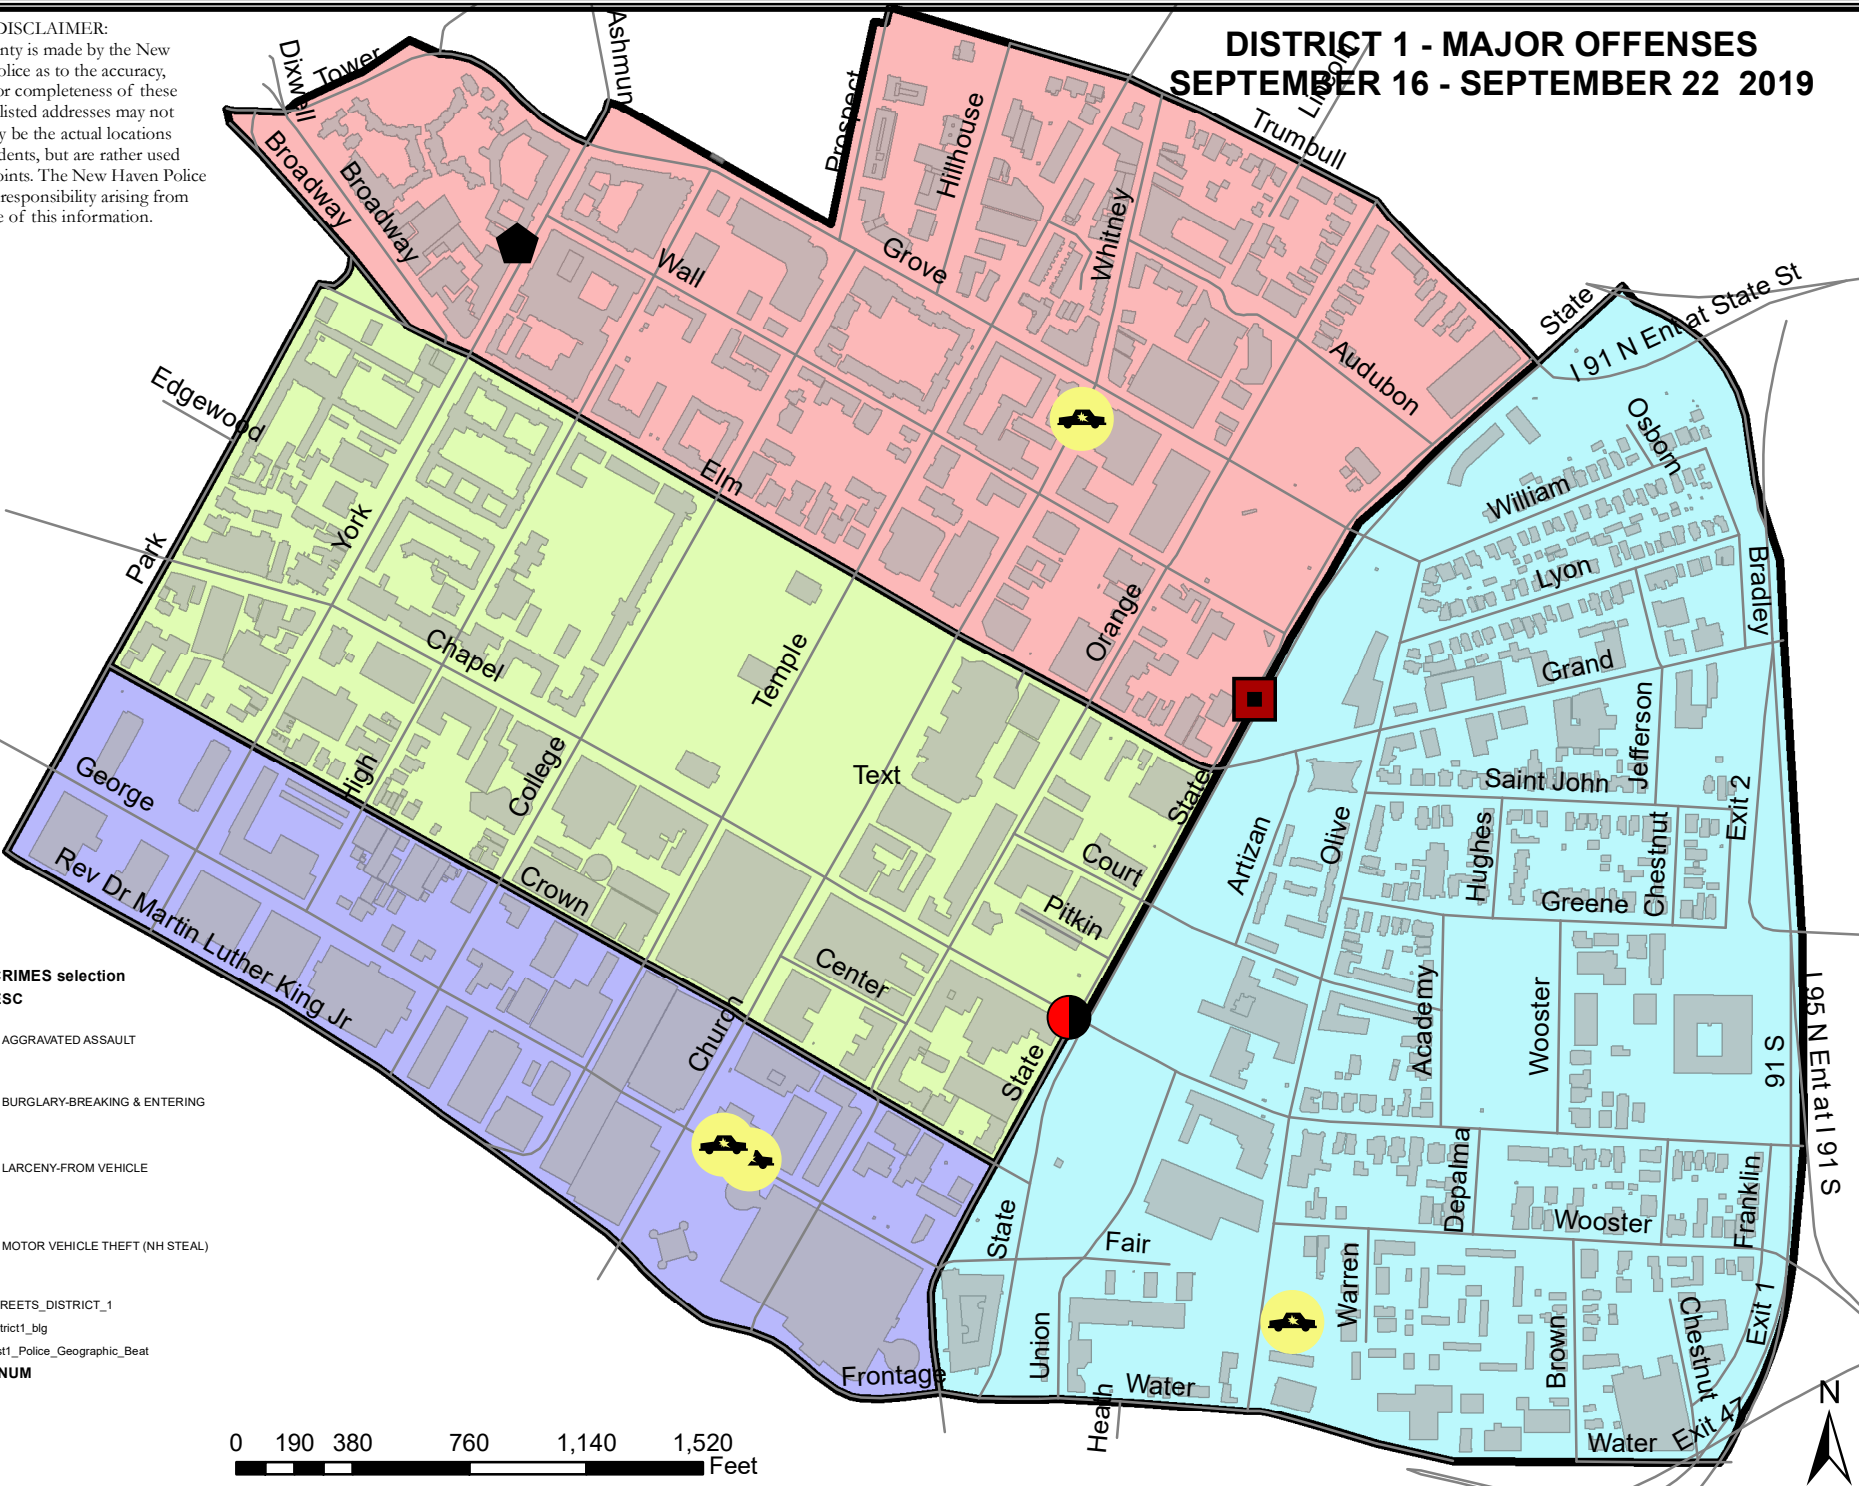 DISCLAIMER:
nty is made by the New
olice as to the accuracy,
or completeness of these
listed addresses may not
y be the actual locations
dents, but are rather used
oints. The New Haven Police
responsibility arising from
e of this information.
DISTRICT 1 - MAJOR OFFENSES
SEPTEMBER 16 - SEPTEMBER 22 2019
Dixwell
Tower
Ashmun
Prospect
Hillhouse
Lincoln
Trumbull
Broadway
Broadway
Whitney
Wall
Grove
State
I 91 N Ent at State St
Audubon
Edgewood
Osborn
William
Elm
York
Park
Lyon
Bradley
Orange
Chapel
Temple
Grand
Jefferson
George
High
College
Text
State
Saint John
Exit 2
Artizan
Olive
Hughes
Chestnut
Court
Crown
Pitkin
Greene
Rev Dr Martin Luther King Jr
Center
Academy
Wooster
I 95 N Ent at I 91 S
91 S
Church
State
Depalma
Franklin
State
Fair
Wooster
Warren
Union
Brown
Chestnut
Exit 1
Frontage
Water
Heath
Water
Exit 47
CRIMES selection
ESC
AGGRAVATED ASSAULT
BURGLARY-BREAKING & ENTERING
LARCENY-FROM VEHICLE
MOTOR VEHICLE THEFT (NH STEAL)
REETS_DISTRICT_1
trict1_blg
st1_Police_Geographic_Beat
NUM
0 190 380 760 1,140 1,520
Feet
N